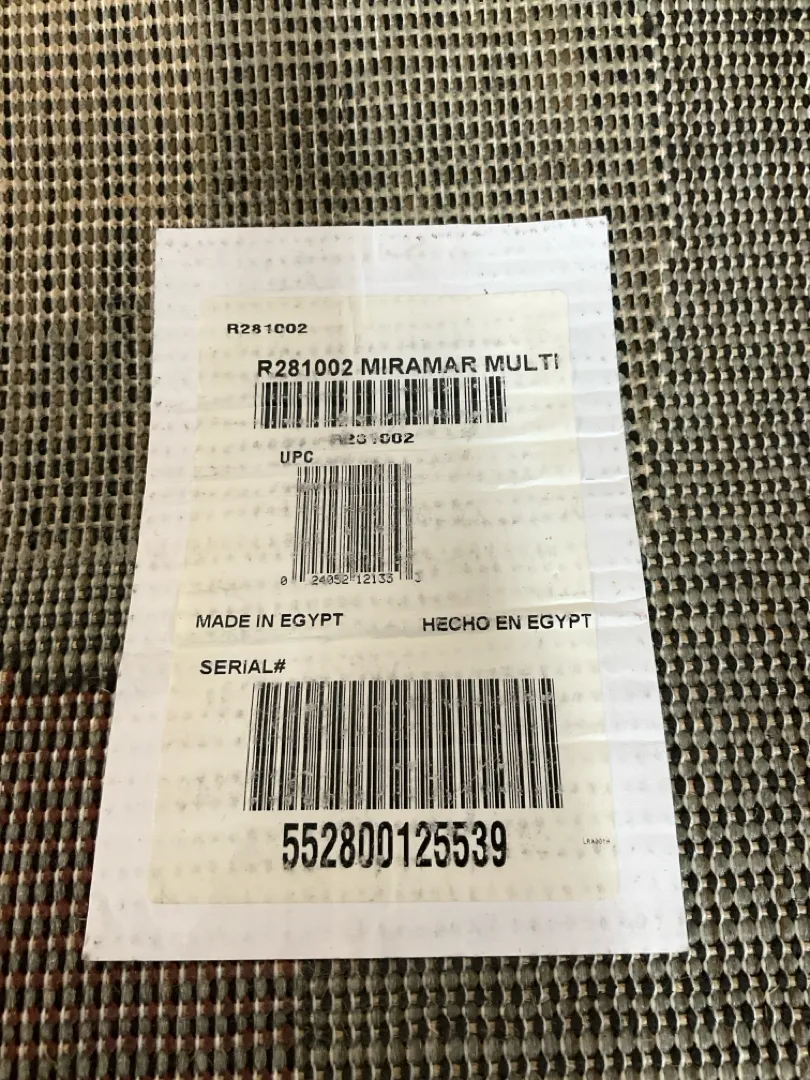 R281002
R281002 MIRAMAR MULTI
R281002
UPC
0 24052 12133 3
MADE IN EGYPT HECHO EN EGYPT
SERIAL#
552800125539